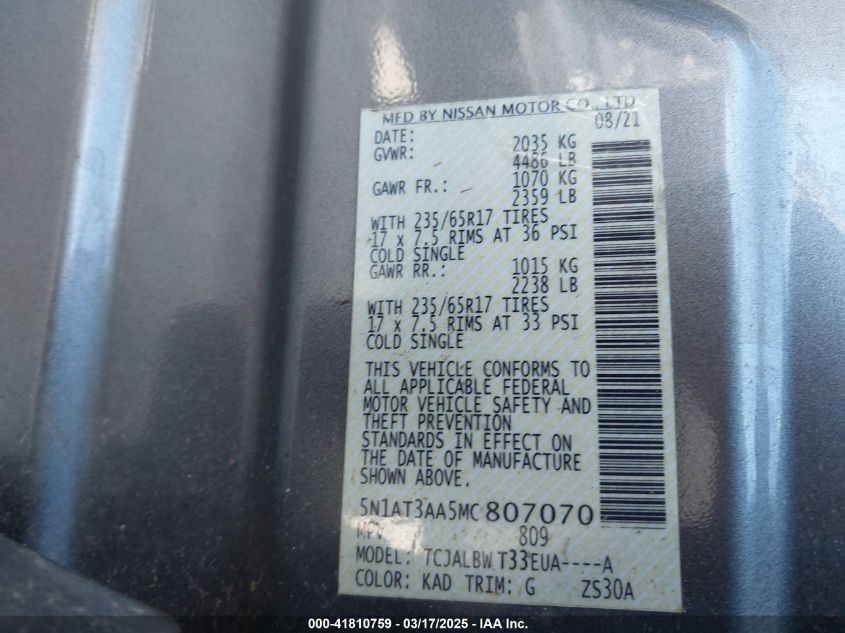 MFD BY NISSAN MOTOR CO., LTD
DATE: 08/21
GVWR: 2035 KG
4486 LB
GAWR FR.: 1070 KG
2359 LB
WITH 235/65R17 TIRES
17 x 7.5 RIMS AT 36 PSI
COLD SINGLE
GAWR RR.: 1015 KG
2238 LB
WITH 235/65R17 TIRES
17 x 7.5 RIMS AT 33 PSI
COLD SINGLE
THIS VEHICLE CONFORMS TO
ALL APPLICABLE FEDERAL
MOTOR VEHICLE SAFETY AND
THEFT PREVENTION
STANDARDS IN EFFECT ON
THE DATE OF MANUFACTURE
SHOWN ABOVE.
5N1AT3AA5MC807070
MPV 809
MODEL: TCJALBW T33EUA----A
COLOR: KAD TRIM: G ZS30A
000-41810759 — 03/17/2025 — IAA Inc.